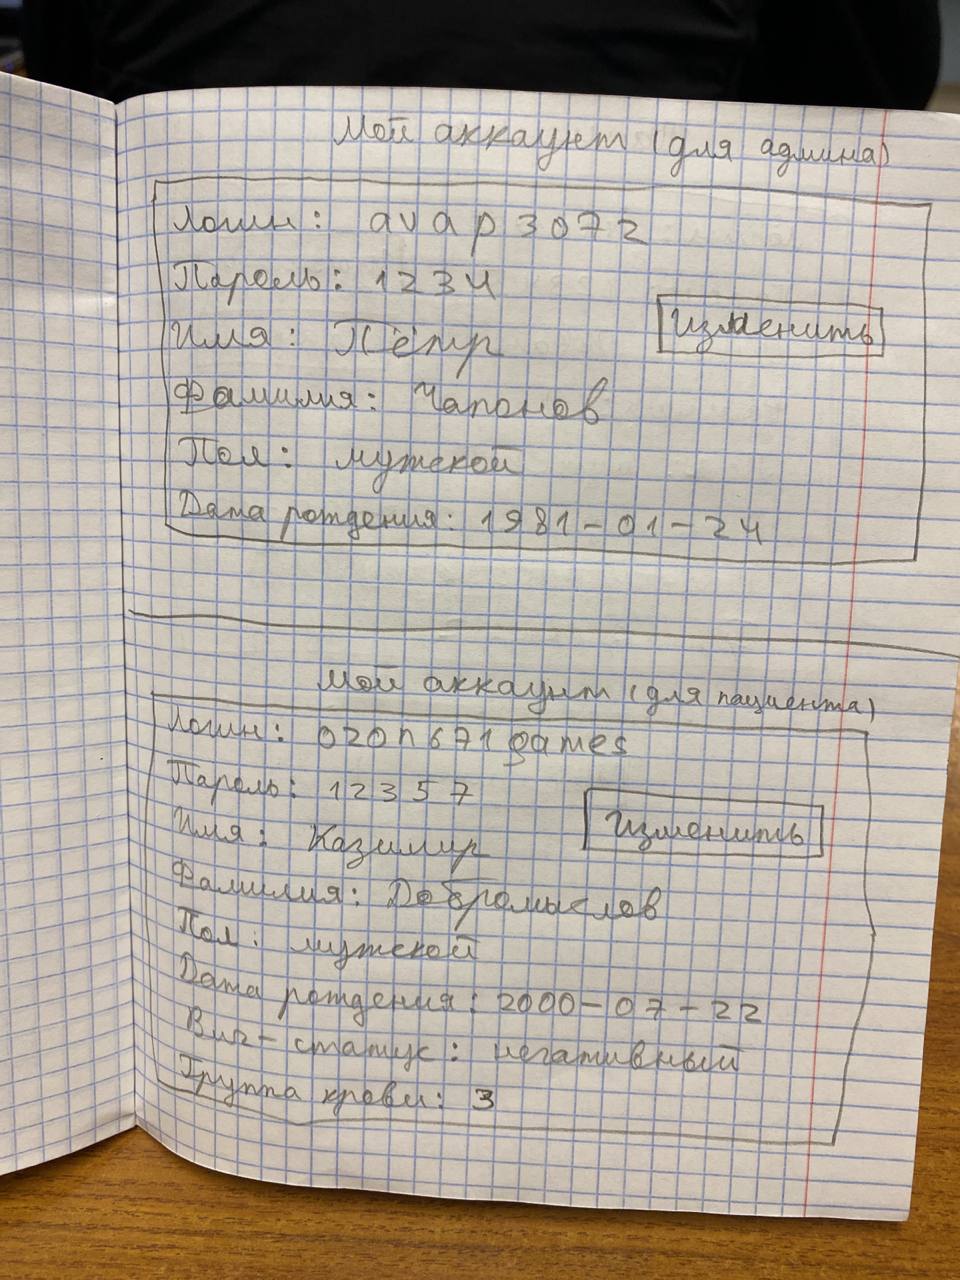 Мой аккаунт (для админа)
Логин: avap3072
Пароль: 1234
Имя: Пётр
Изменить
Фамилия: Чапонов
Пол: мужской
Дата рождения: 1981-01-24
Мой аккаунт (для пациента)
Логин: ozon671games
Пароль: 12357
Имя: Казимир
Изменить
Фамилия: Добромыслов
Пол: мужской
Дата рождения: 2000-07-22
Вич-статус: негативный
Группа крови: 3